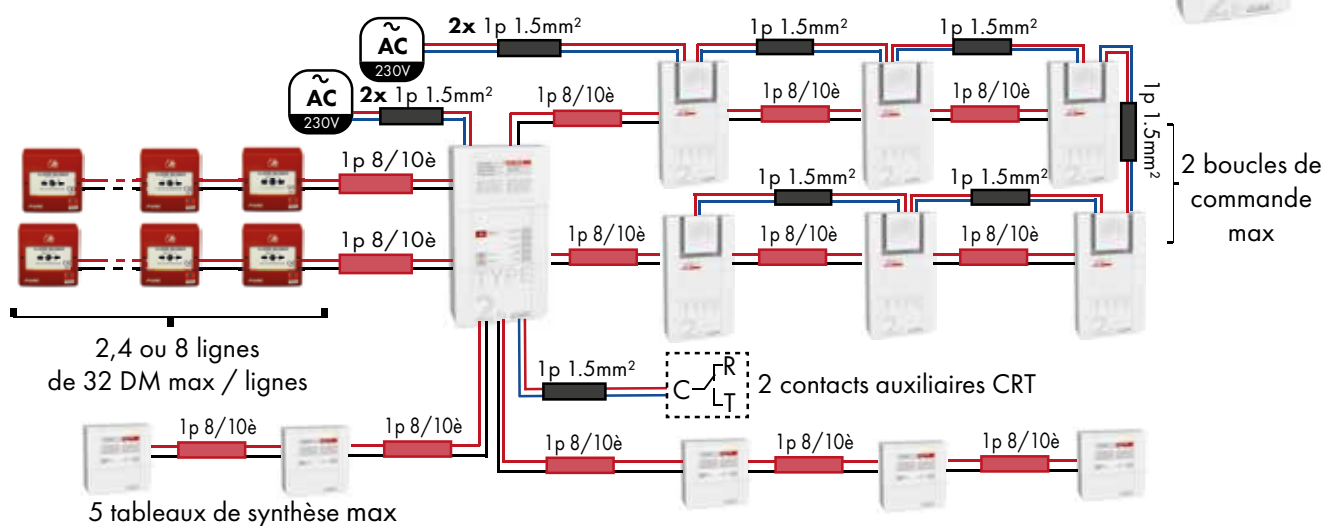 2x 1p 1.5mm²
1p 1.5mm²
1p 1.5mm²
AC
230V
AC
230V
2x 1p 1.5mm²
1p 8/10è
1p 8/10è
1p 8/10è
1p 1.5mm²
1p 8/10è
1p 1.5mm²
1p 1.5mm²
2 boucles de
commande
max
1p 8/10è
1p 8/10è
1p 8/10è
1p 8/10è
TYPE
2
2,4 ou 8 lignes
de 32 DM max / lignes
1p 1.5mm²
C
R
T
2 contacts auxiliaires CRT
1p 8/10è
1p 8/10è
1p 8/10è
1p 8/10è
1p 8/10è
5 tableaux de synthèse max